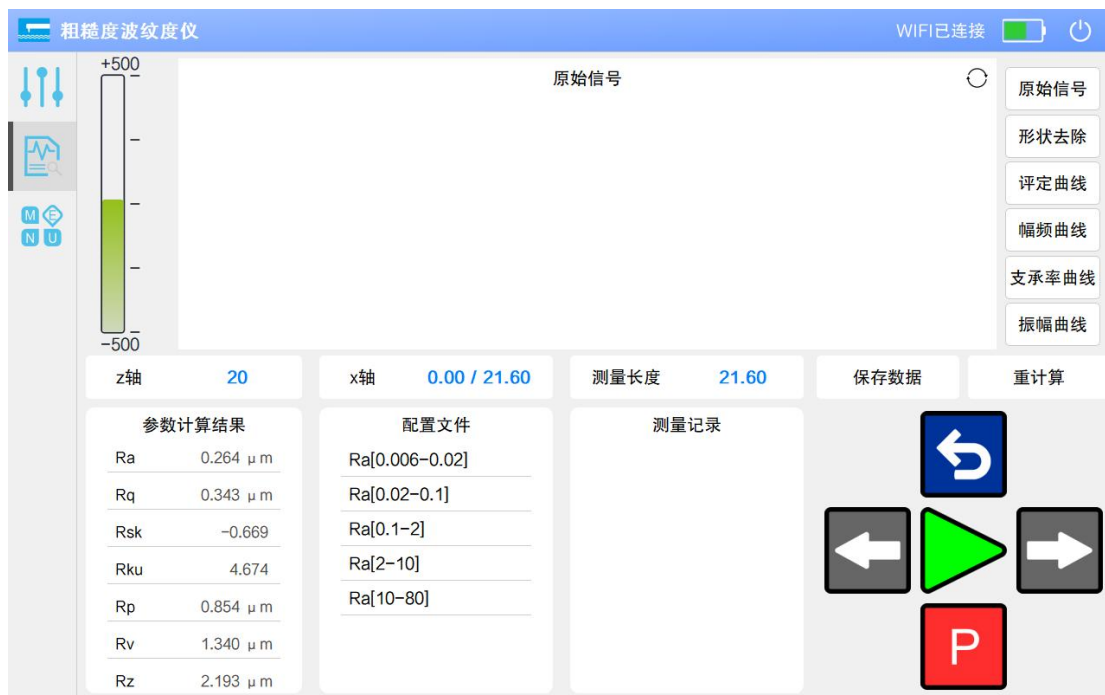 粗糙度波纹度仪
WIFI已连接
+500
-500
原始信号
原始信号
形状去除
评定曲线
幅频曲线
支承率曲线
振幅曲线
M E
N U
z轴 20
x轴 0.00 / 21.60
测量长度 21.60
保存数据
重计算
参数计算结果
Ra 0.264 μm
Rq 0.343 μm
Rsk -0.669
Rku 4.674
Rp 0.854 μm
Rv 1.340 μm
Rz 2.193 μm
配置文件
Ra[0.006-0.02]
Ra[0.02-0.1]
Ra[0.1-2]
Ra[2-10]
Ra[10-80]
测量记录
P